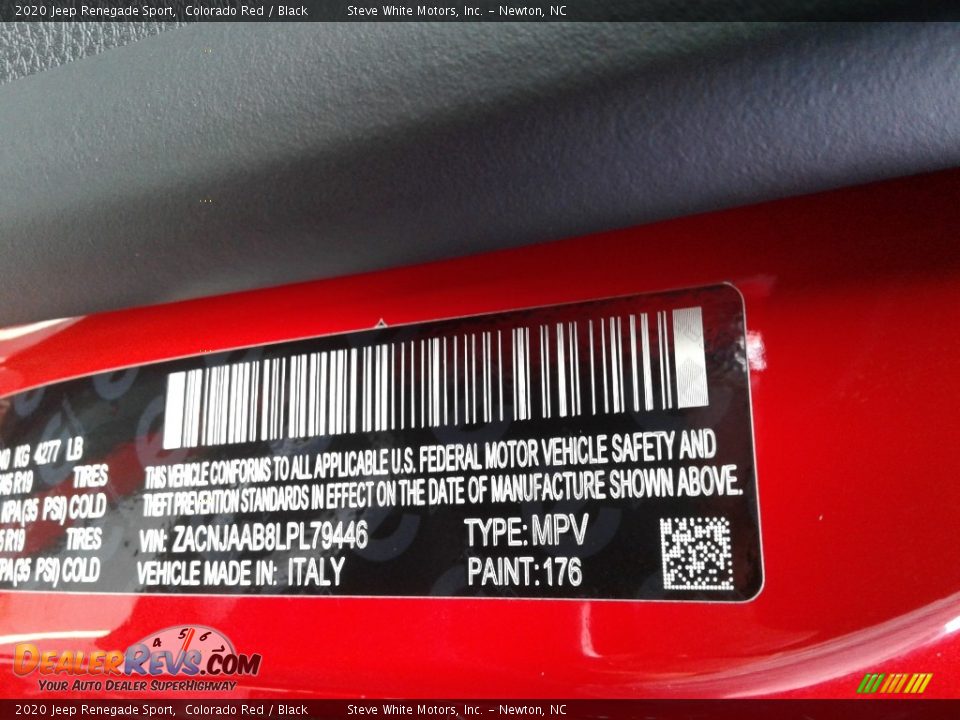 2020 Jeep Renegade Sport, Colorado Red / Black Steve White Motors, Inc. - Newton, NC
KG 4277 LB
R19 TIRES
KPA(35 PSI) COLD
R19 TIRES
KPA(35 PSI) COLD
THIS VEHICLE CONFORMS TO ALL APPLICABLE U.S. FEDERAL MOTOR VEHICLE SAFETY AND
THEFT PREVENTION STANDARDS IN EFFECT ON THE DATE OF MANUFACTURE SHOWN ABOVE.
VIN: ZACNJAAB8LPL79446 TYPE: MPV
VEHICLE MADE IN: ITALY PAINT: 176
4 5 6
DealerRevs.com
Your Auto Dealer SuperHighway
2020 Jeep Renegade Sport, Colorado Red / Black Steve White Motors, Inc. - Newton, NC